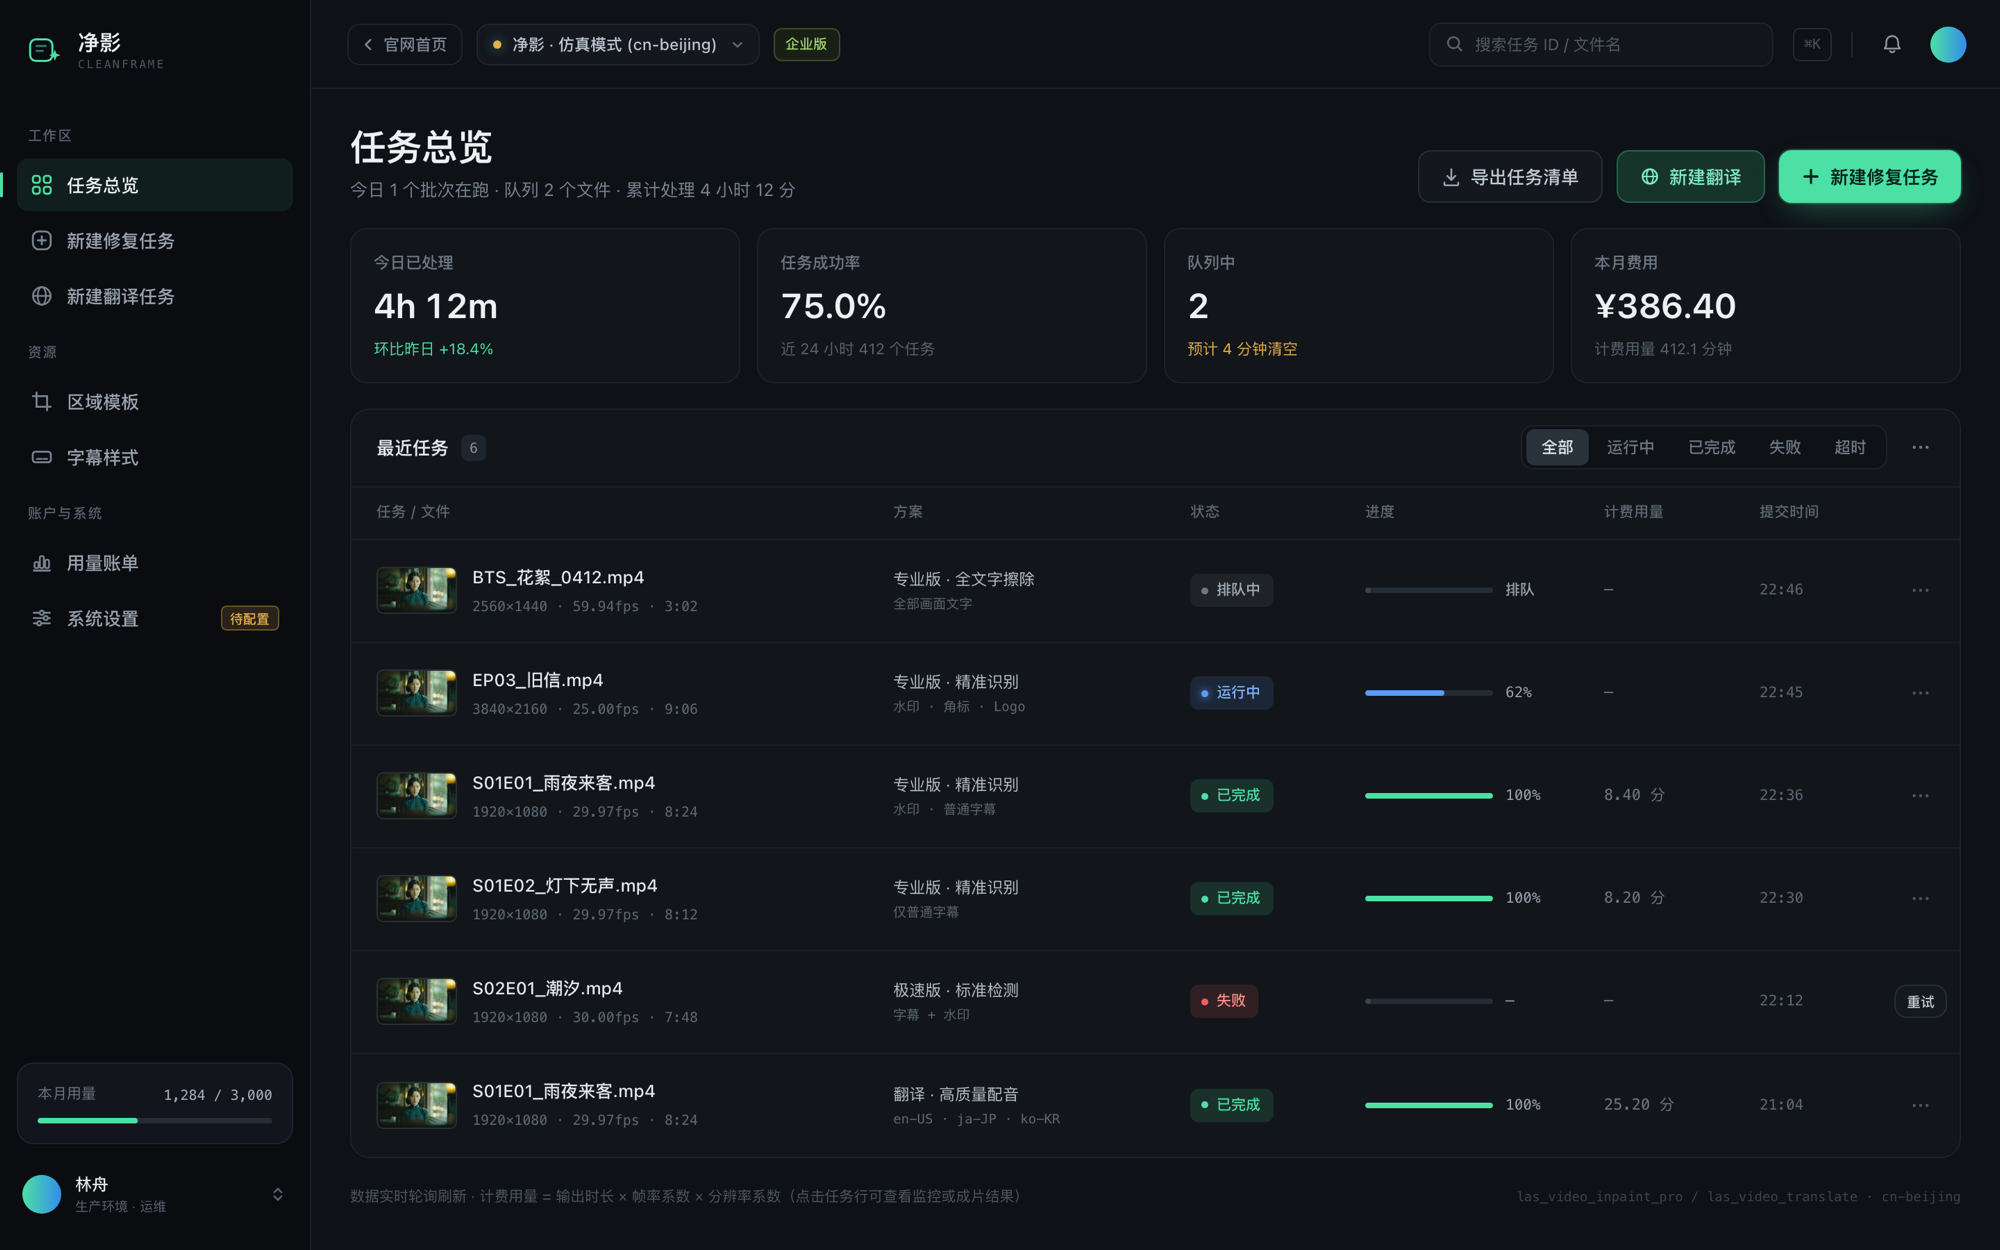 净影
CLEANFRAME
工作区
任务总览
新建修复任务
新建翻译任务
资源
区域模板
字幕样式
账户与系统
用量账单
系统设置
待配置
本月用量
1,284 / 3,000
林舟
生产环境 · 运维
官网首页
净影 · 仿真模式 (cn-beijing)
企业版
搜索任务 ID / 文件名
⌘K
任务总览
今日 1 个批次在跑 · 队列 2 个文件 · 累计处理 4 小时 12 分
导出任务清单
新建翻译
新建修复任务
今日已处理
4h 12m
环比昨日 +18.4%
任务成功率
75.0%
近 24 小时 412 个任务
队列中
2
预计 4 分钟清空
本月费用
¥386.40
计费用量 412.1 分钟
最近任务 6
全部 运行中 已完成 失败 超时
任务 / 文件 方案 状态 进度 计费用量 提交时间
BTS_花絮_0412.mp4
2560×1440 · 59.94fps · 3:02
专业版 · 全文字擦除
全部画面文字
排队中
排队
—
22:46
EP03_旧信.mp4
3840×2160 · 25.00fps · 9:06
专业版 · 精准识别
水印 · 角标 · Logo
运行中
62%
—
22:45
S01E01_雨夜来客.mp4
1920×1080 · 29.97fps · 8:24
专业版 · 精准识别
水印 · 普通字幕
已完成
100%
8.40 分
22:36
S01E02_灯下无声.mp4
1920×1080 · 29.97fps · 8:12
专业版 · 精准识别
仅普通字幕
已完成
100%
8.20 分
22:30
S02E01_潮汐.mp4
1920×1080 · 30.00fps · 7:48
极速版 · 标准检测
字幕 + 水印
失败
—
—
22:12
重试
S01E01_雨夜来客.mp4
1920×1080 · 29.97fps · 8:24
翻译 · 高质量配音
en-US · ja-JP · ko-KR
已完成
100%
25.20 分
21:04
数据实时轮询刷新 · 计费用量 = 输出时长 × 帧率系数 × 分辨率系数（点击任务行可查看监控或成片结果）
las_video_inpaint_pro / las_video_translate · cn-beijing